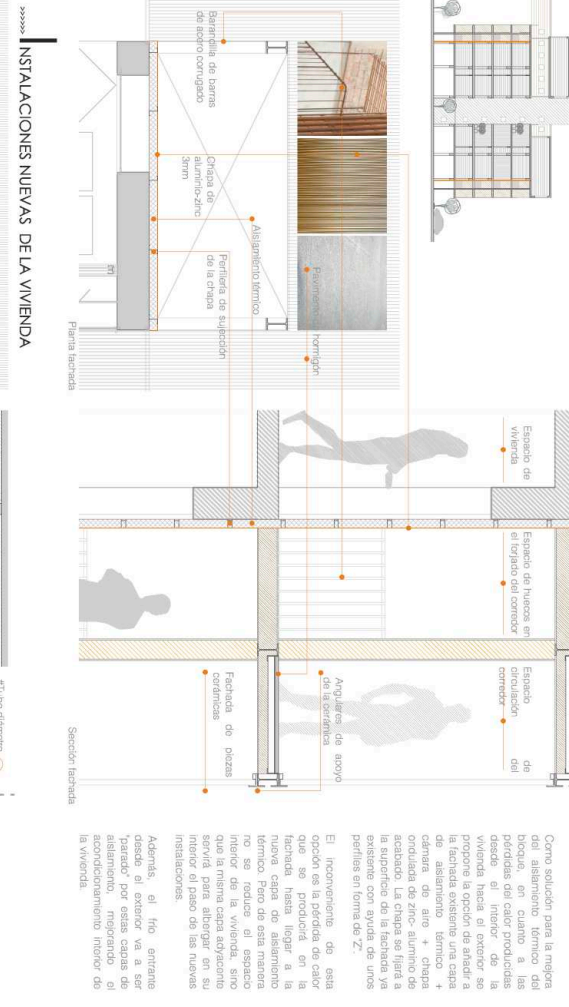 Como solución para la mejora
del aislamiento térmico del
bloque, en cuanto a las
pérdidas del calor producidas
desde el interior de la
vivienda hacia el exterior se
propone la opción de añadir a
la fachada existente una capa
de aislamiento térmico +
cámara de aire + chapa
ondulada de zinc aluminio de
acabado. La chapa se fijará a
la superficie de la fachada ya
existente con ayuda de unos
perfiles en forma de "Z".
El inconveniente de esta
opción es la pérdida de calor
que se producirá en la
fachada hasta llegar a la
nueva capa de aislamiento
térmico. Pero de esta manera
no se reduce el espacio
interior de la vivienda, sino
que la misma capa adyacente
servirá para albergar en su
interior el paso de las nuevas
instalaciones.
Además, el frío entrante
desde el exterior va a ser
"parado" por estas capas de
aislamiento, mejorando el
acondicionamiento interior de
la vivienda.
Espacio de
vivienda
Espacio de huecos en
el forjado del corredor
Espacio de
circulación del
corredor
Angulares de apoyo
de la cerámica
Fachada de piezas
cerámicas
Sección fachada
Pavimento hormigón
Aislamiento térmico
Perfilería de sujección
de la chapa
Chapa de
aluminio-zinc
3mm
Barandilla de barras
de acero corrugado
Planta fachada
>>>>>> INSTALACIONES NUEVAS DE LA VIVIENDA